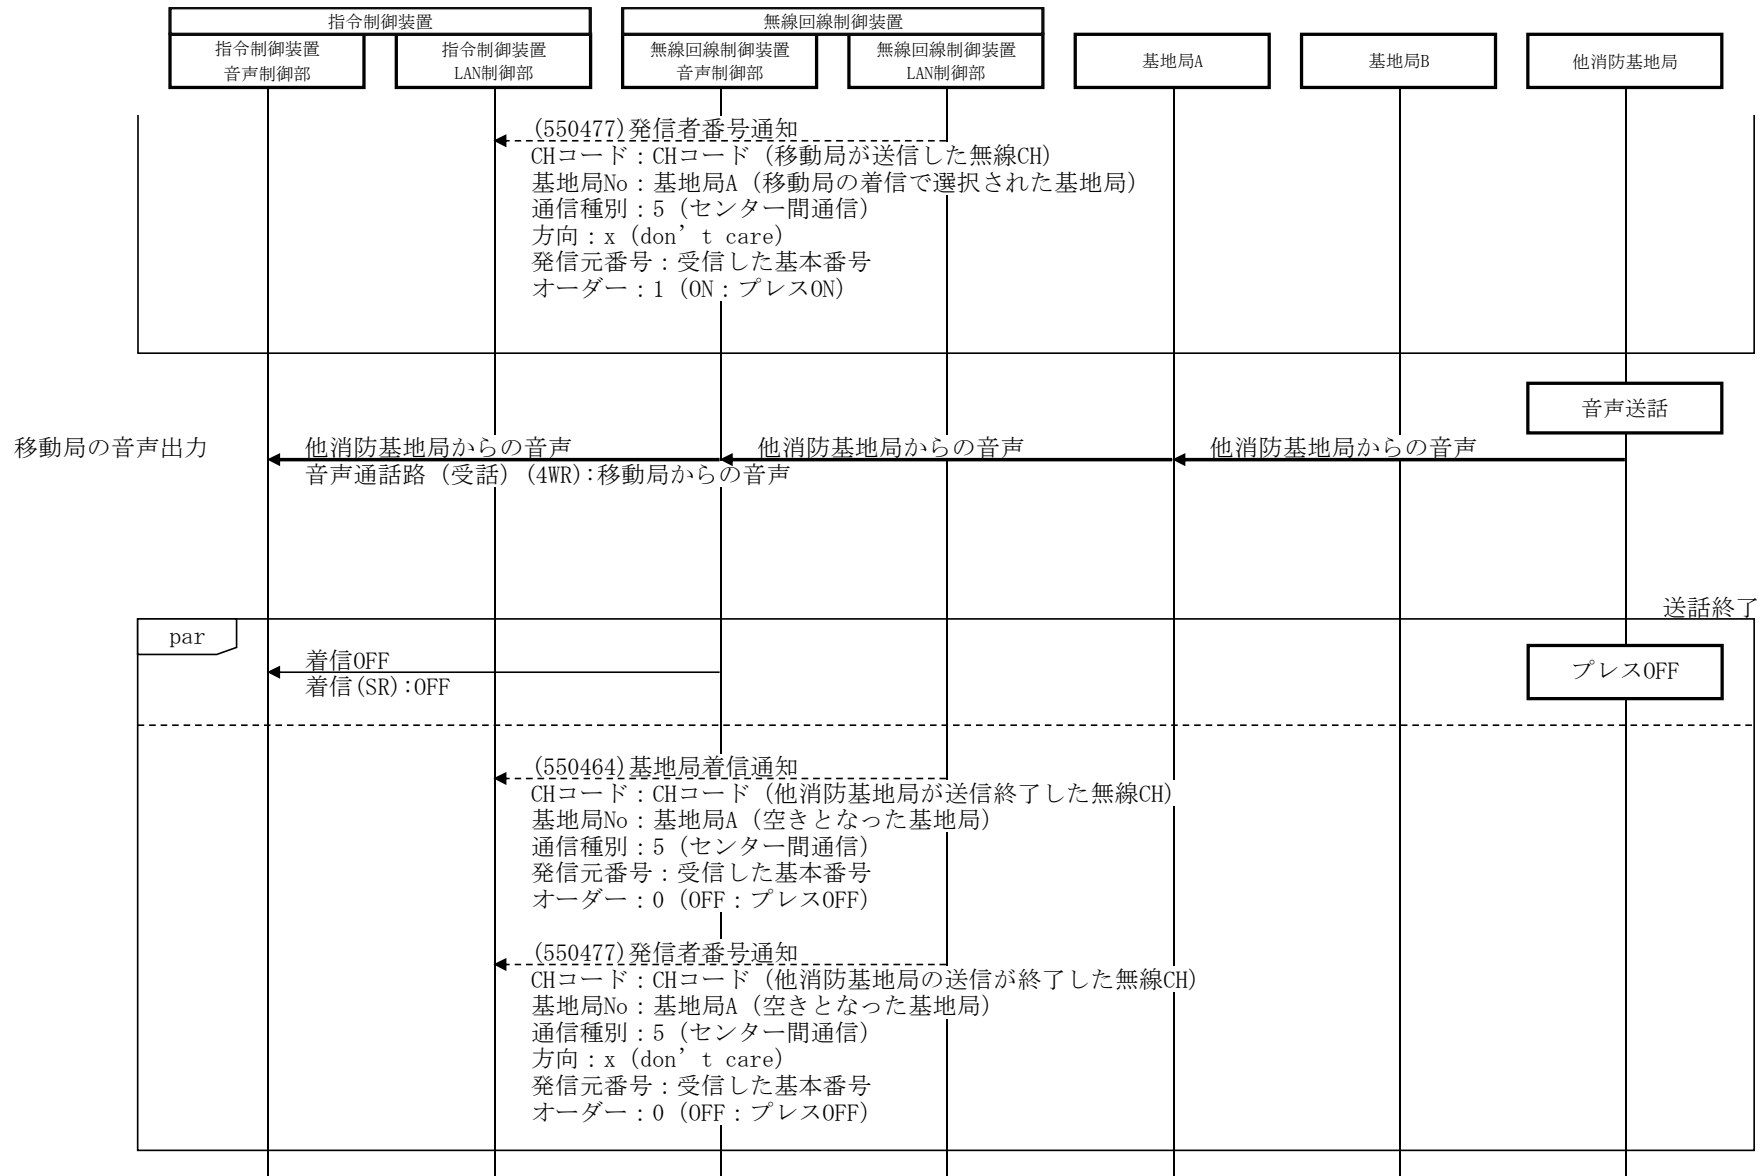 指令制御装置
無線回線制御装置
指令制御装置
音声制御部
指令制御装置
LAN制御部
無線回線制御装置
音声制御部
無線回線制御装置
LAN制御部
基地局A
基地局B
他消防基地局
(550477)発信者番号通知
CHコード：CHコード（移動局が送信した無線CH）
基地局No：基地局A（移動局の着信で選択された基地局）
通信種別：5（センター間通信）
方向：x（don’t care）
発信元番号：受信した基本番号
オーダー：1（ON：プレスON）
音声送話
移動局の音声出力
他消防基地局からの音声
他消防基地局からの音声
他消防基地局からの音声
音声通話路（受話）(4WR):移動局からの音声
送話終了
par
着信OFF
着信(SR):OFF
プレスOFF
(550464)基地局着信通知
CHコード：CHコード（他消防基地局が送信終了した無線CH）
基地局No：基地局A（空きとなった基地局）
通信種別：5（センター間通信）
発信元番号：受信した基本番号
オーダー：0（OFF：プレスOFF）
(550477)発信者番号通知
CHコード：CHコード（他消防基地局の送信が終了した無線CH）
基地局No：基地局A（空きとなった基地局）
通信種別：5（センター間通信）
方向：x（don’t care）
発信元番号：受信した基本番号
オーダー：0（OFF：プレスOFF）